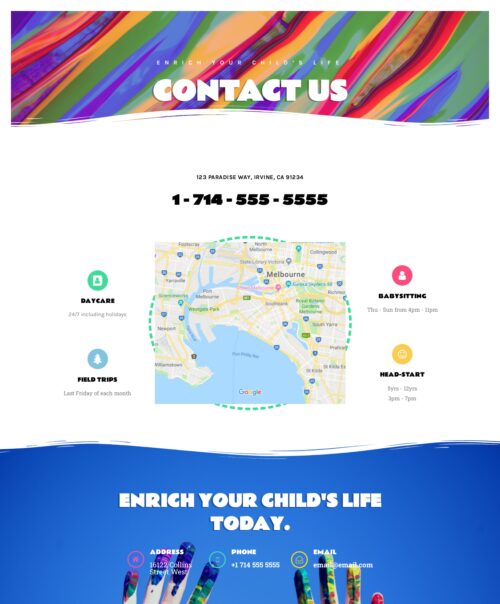 ENRICH YOUR CHILD'S LIFE
CONTACT US
123 PARADISE WAY, IRVINE, CA 91234
1 - 714 - 555 - 5555
DAYCARE
24/7 including holidays
FIELD TRIPS
Last Friday of each month
Footscray
North Melbourne
Collingwood
State Library Victoria
Yarraville
Melbourne
Richmond
Port Melbourne
Southbank
Westgate Park
Royal Botanic Gardens
Newport
South Yarra
Prahran
Williamstown
Port Phillip Bay
St Kilda
Google
BABYSITTING
Thu - Sun from 4pm - 11pm
HEAD-START
5yrs - 12yrs
3pm - 7pm
ENRICH YOUR CHILD'S LIFE
TODAY.
ADDRESS
16122 Collins
Street West
PHONE
+1 714 555 5555
EMAIL
email@email.com